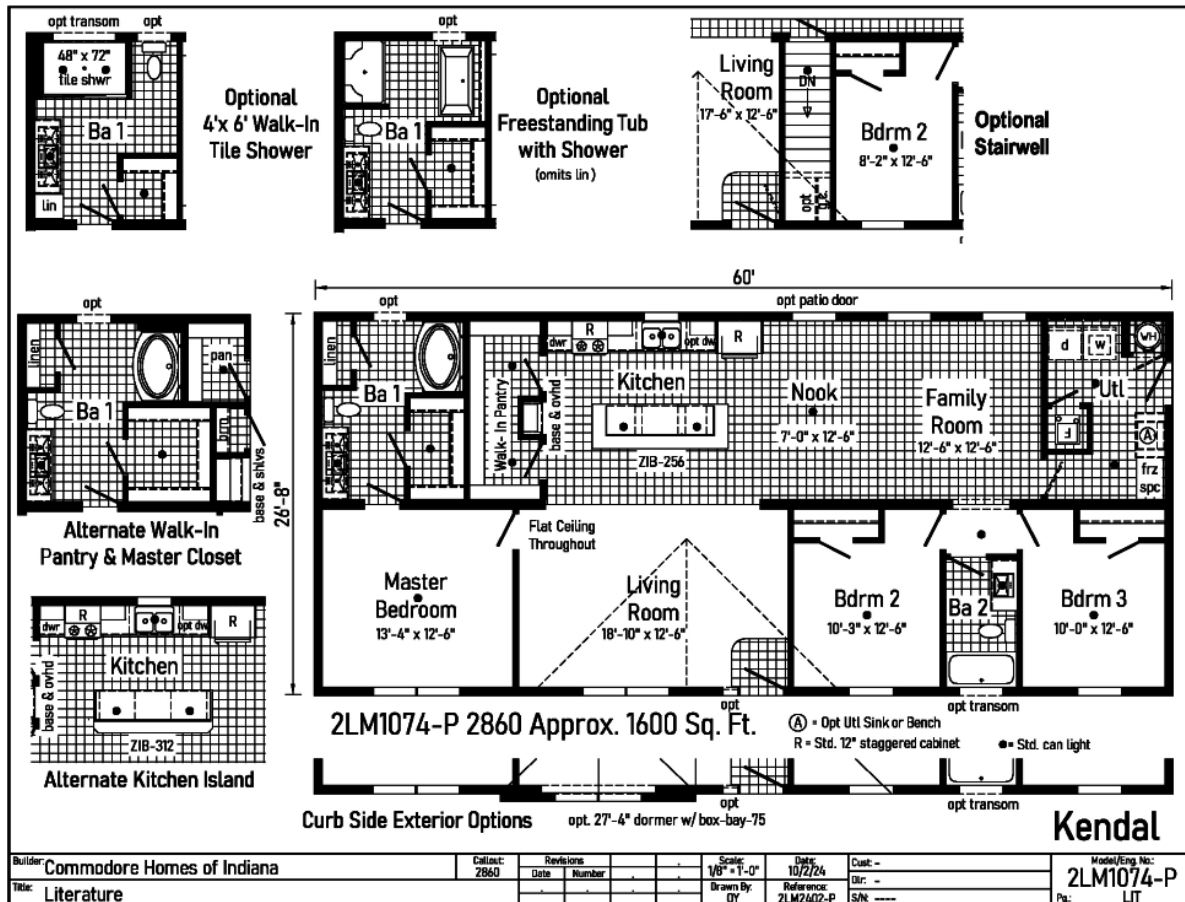 opt transom
opt
48" x 72"
tile shwr
Ba 1
lin
Optional
4'x 6' Walk-In
Tile Shower
opt
Ba 1
Optional
Freestanding Tub
with Shower
(omits lin)
Living
Room
17'-6" x 12'-6"
DN
opt
Bdrm 2
8'-2" x 12'-6"
Optional
Stairwell
60'
opt
opt patio door
26'-8"
linen
Ba 1
Walk-In Pantry
base & ovhd
dwr
R
opt dw
R
Kitchen
ZIB-256
Nook
7'-0" x 12'-6"
Family
Room
12'-6" x 12'-6"
d
w
WH
Utl
F
A
frz
spc
Flat Ceiling
Throughout
Master
Bedroom
13'-4" x 12'-6"
Living
Room
18'-10" x 12'-6"
Bdrm 2
10'-3" x 12'-6"
Ba 2
Bdrm 3
10'-0" x 12'-6"
opt
linen
Ba 1
pan
brm
base & shlvs
Alternate Walk-In
Pantry & Master Closet
dwr
R
opt dw
R
base & ovhd
Kitchen
ZIB-312
Alternate Kitchen Island
opt
opt transom
2LM1074-P 2860 Approx. 1600 Sq. Ft.
A = Opt Utl Sink or Bench
R = Std. 12" staggered cabinet
●= Std. can light
opt
opt transom
Curb Side Exterior Options
opt. 27'-4" dormer w/ box-bay-75
Kendal
Builder: Commodore Homes of Indiana
Title: Literature
Callout:
2860
Revisions
Date Number
Scale:
1/8" = 1'-0"
Drawn By:
DY
Date:
10/2/24
Reference:
2LM2402-P
Cust: -
Dlr: -
S/N: ----
Model/Eng. No.:
2LM1074-P
Pg.: LIT